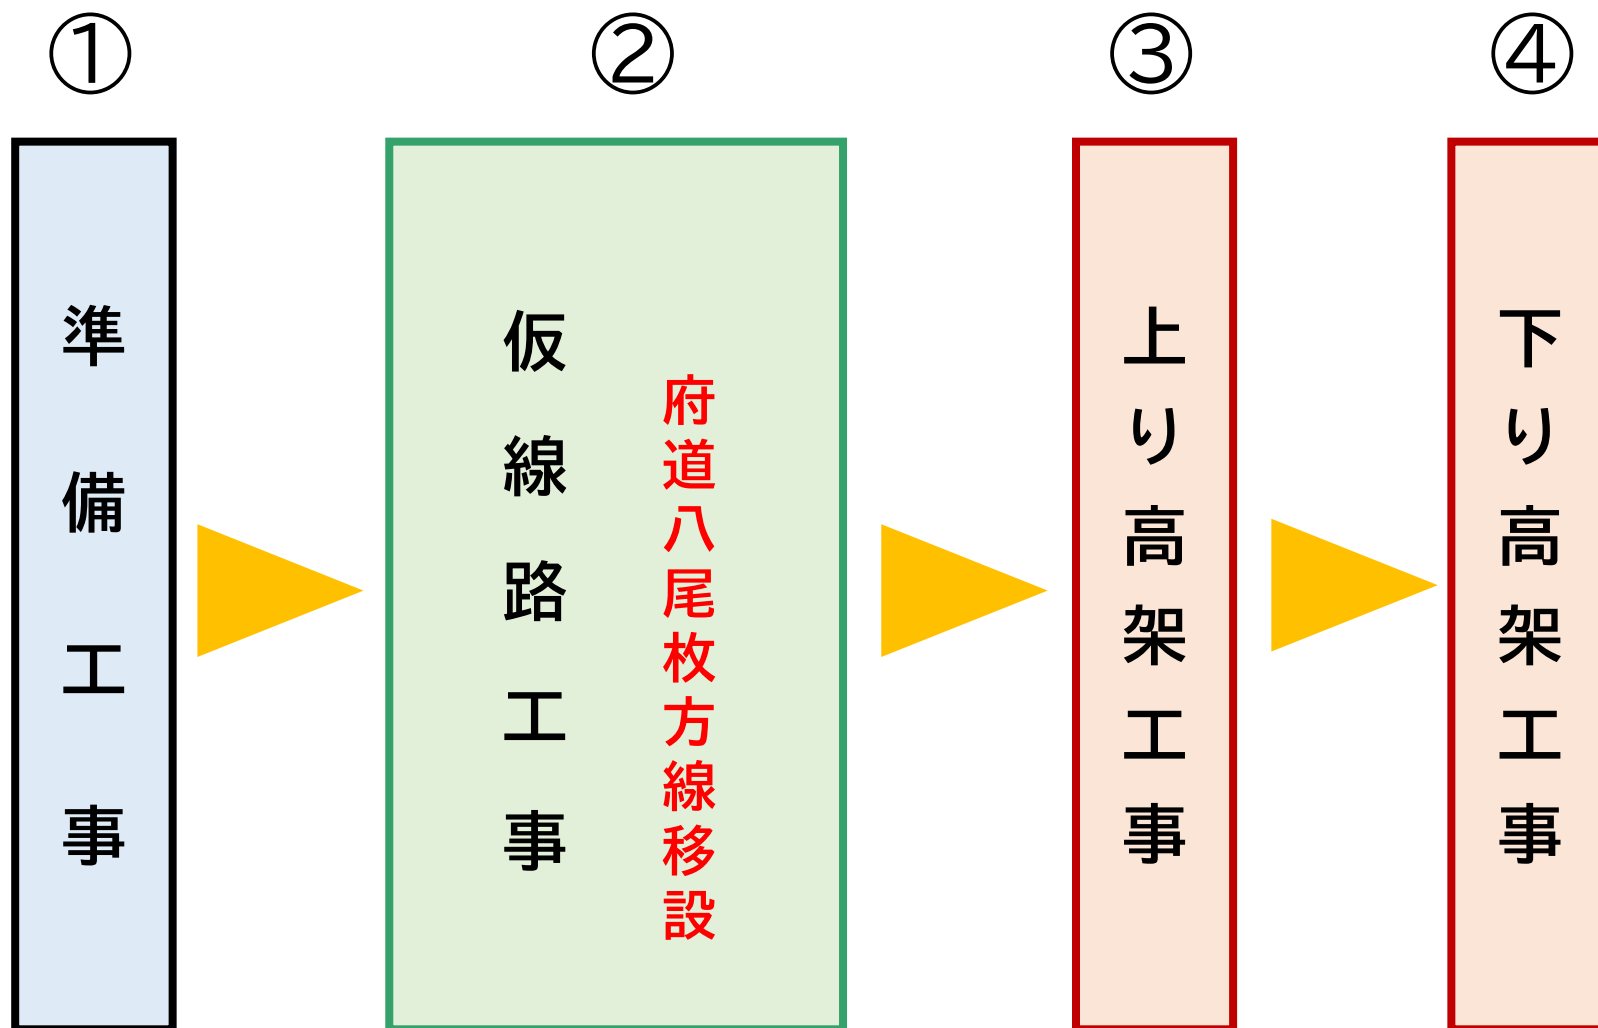 ①
準備工事
②
仮線路工事
府道八尾枚方線移設
③
上り高架工事
④
下り高架工事